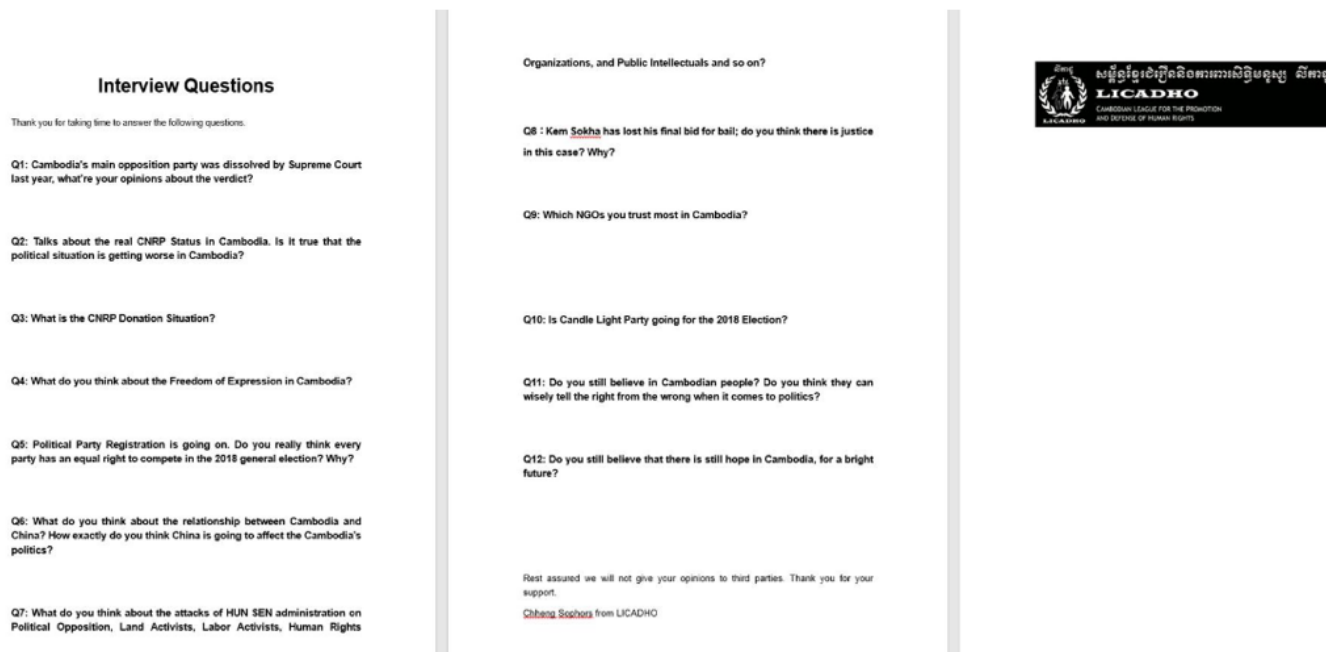 Interview Questions
Thank you for taking time to answer the following questions.
Q1: Cambodia's main opposition party was dissolved by Supreme Court
last year, what're your opinions about the verdict?
Q2: Talks about the real CNRP Status in Cambodia. Is it true that the
political situation is getting worse in Cambodia?
Q3: What is the CNRP Donation Situation?
Q4: What do you think about the Freedom of Expression in Cambodia?
Q5: Political Party Registration is going on. Do you really think every
party has an equal right to compete in the 2018 general election? Why?
Q6: What do you think about the relationship between Cambodia and
China? How exactly do you think China is going to affect the Cambodia's
politics?
Q7: What do you think about the attacks of HUN SEN administration on
Political Opposition, Land Activists, Labor Activists, Human Rights
Organizations, and Public Intellectuals and so on?
Q8：Kem Sokha has lost his final bid for bail; do you think there is justice
in this case? Why?
Q9: Which NGOs you trust most in Cambodia?
Q10: Is Candle Light Party going for the 2018 Election?
Q11: Do you still believe in Cambodian people? Do you think they can
wisely tell the right from the wrong when it comes to politics?
Q12: Do you still believe that there is still hope in Cambodia, for a bright
future?
Rest assured we will not give your opinions to third parties. Thank you for your
support.
Chheng Sophors from LICADHO
LICADHO
CAMBODIAN LEAGUE FOR THE PROMOTION
AND DEFENSE OF HUMAN RIGHTS
LICADHO